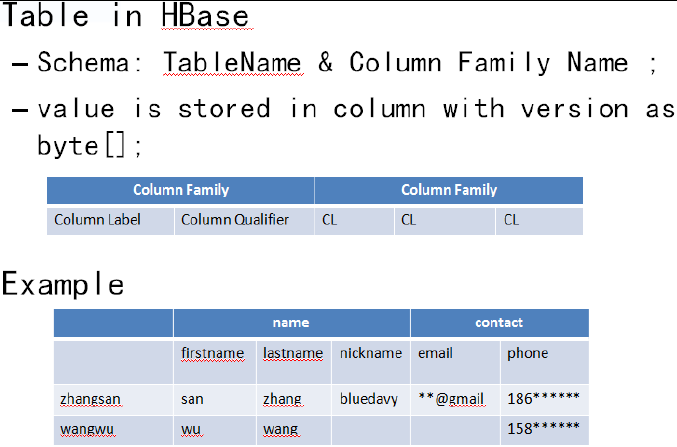 Table in HBase
– Schema: TableName & Column Family Name ;
– value is stored in column with version as
byte[];
Column Family Column Family
Column Label Column Qualifier CL CL CL
Example
name contact
firstname lastname nickname email phone
zhangsan san zhang bluedavy **@gmail 186******
wangwu wu wang 158******